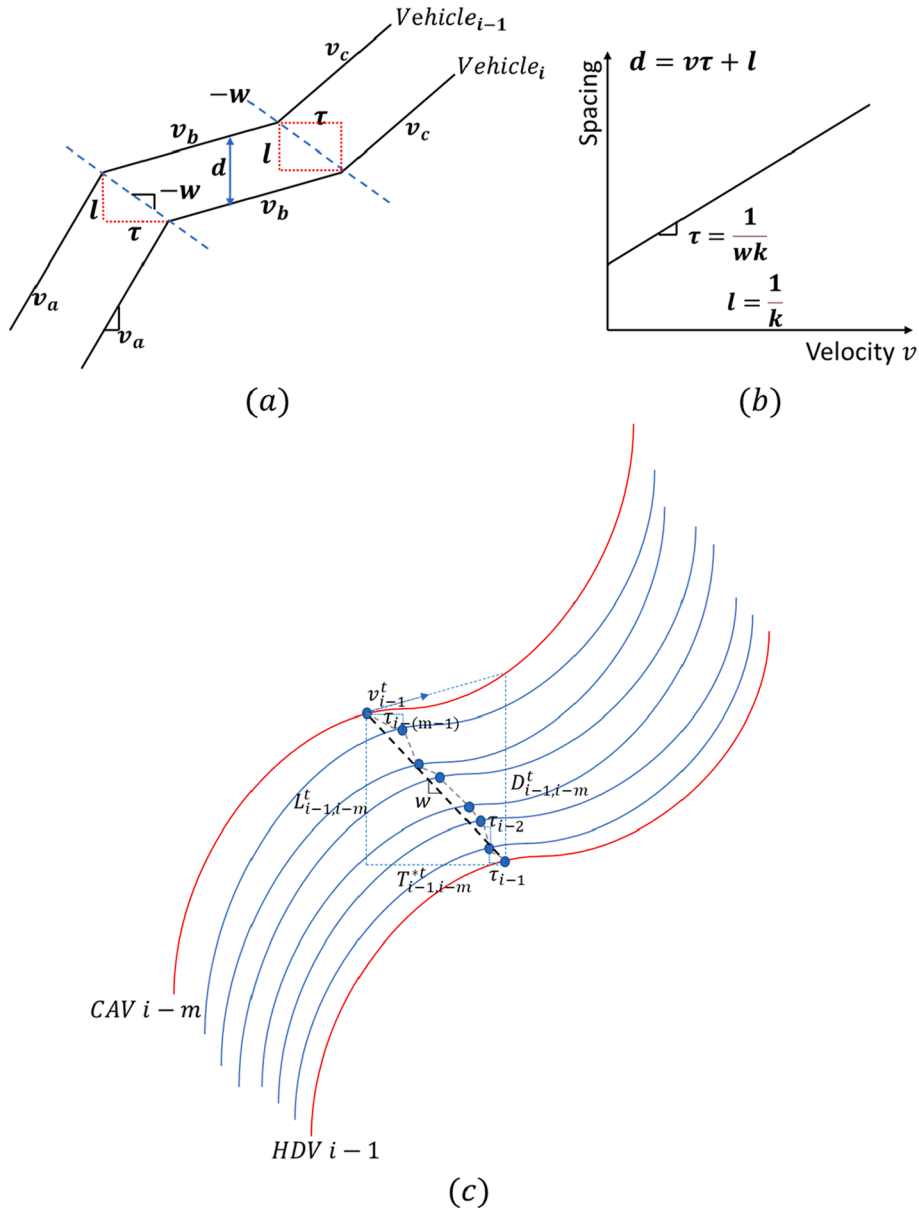 Vehicle_{i−1}
v_c
Vehicle_i
−w
τ
v_b
v_c
l
d
−w
v_b
l
τ
v_a
v_a
(a)
d = vτ + l
Spacing
τ = 1/wk
l = 1/k
Velocity v
(b)
v^t_{i−1}
τ_{i−(m−1)}
L^t_{i−1,i−m}
w
D^t_{i−1,i−m}
τ_{i−2}
T^{*t}_{i−1,i−m}
τ_{i−1}
CAV i − m
HDV i − 1
(c)